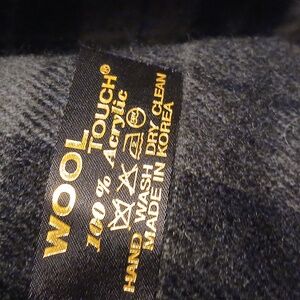 WOOL
TOUCH®
100% Acrylic
HAND WASH DRY CLEAN
MADE IN KOREA